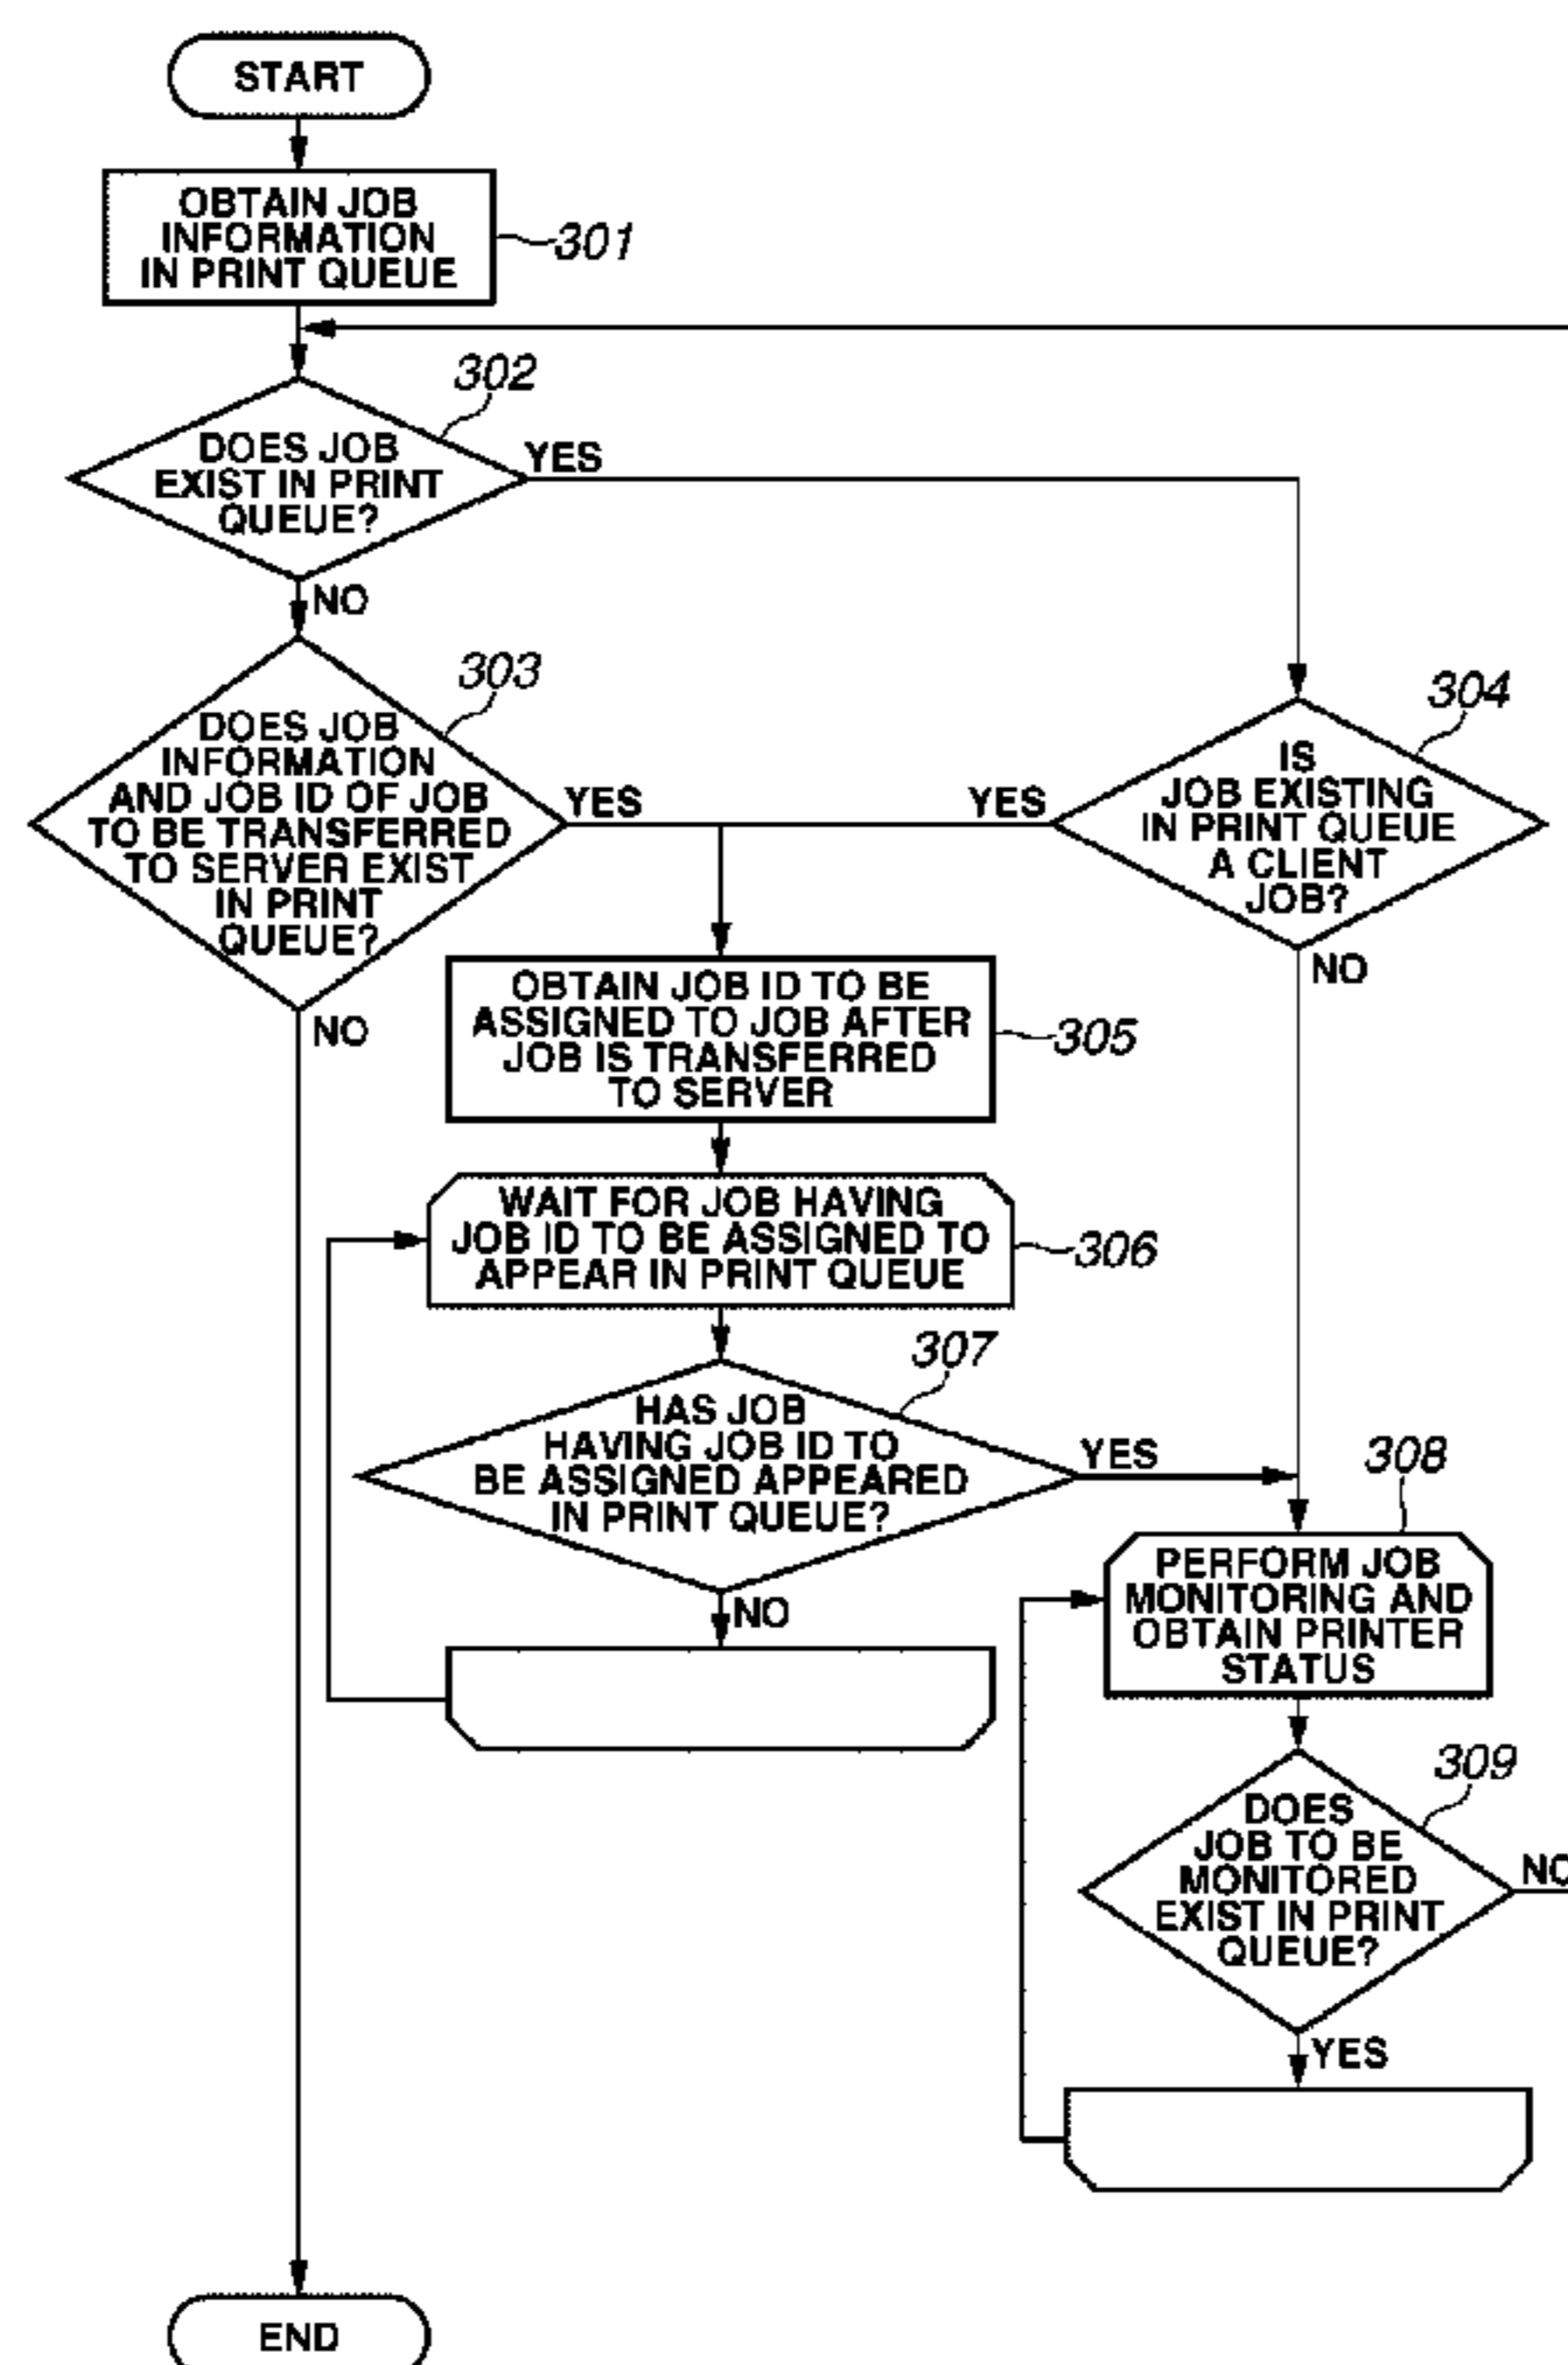 START
OBTAIN JOB
INFORMATION
IN PRINT QUEUE
301
302
DOES JOB
EXIST IN PRINT
QUEUE?
YES
NO
303
DOES JOB
INFORMATION
AND JOB ID OF JOB
TO BE TRANSFERRED
TO SERVER EXIST
IN PRINT
QUEUE?
YES
NO
304
IS
JOB EXISTING
IN PRINT QUEUE
A CLIENT
JOB?
YES
NO
OBTAIN JOB ID TO BE
ASSIGNED TO JOB AFTER
JOB IS TRANSFERRED
TO SERVER
305
WAIT FOR JOB HAVING
JOB ID TO BE ASSIGNED TO
APPEAR IN PRINT QUEUE
306
307
HAS JOB
HAVING JOB ID TO
BE ASSIGNED APPEARED
IN PRINT QUEUE?
YES
NO
308
PERFORM JOB
MONITORING AND
OBTAIN PRINTER
STATUS
309
DOES
JOB TO BE
MONITORED
EXIST IN PRINT
QUEUE?
NO
YES
END